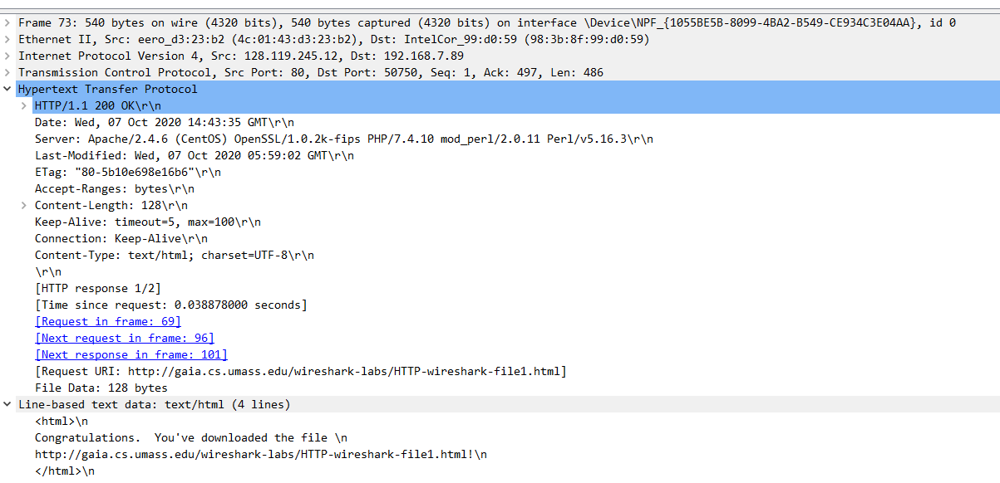 Frame 73: 540 bytes on wire (4320 bits), 540 bytes captured (4320 bits) on interface \Device\NPF_{1055BE5B-8099-4BA2-B549-CE934C3E04AA}, id 0
Ethernet II, Src: eero_d3:23:b2 (4c:01:43:d3:23:b2), Dst: IntelCor_99:d0:59 (98:3b:8f:99:d0:59)
Internet Protocol Version 4, Src: 128.119.245.12, Dst: 192.168.7.89
Transmission Control Protocol, Src Port: 80, Dst Port: 50750, Seq: 1, Ack: 497, Len: 486
Hypertext Transfer Protocol
HTTP/1.1 200 OK\r\n
Date: Wed, 07 Oct 2020 14:43:35 GMT\r\n
Server: Apache/2.4.6 (CentOS) OpenSSL/1.0.2k-fips PHP/7.4.10 mod_perl/2.0.11 Perl/v5.16.3\r\n
Last-Modified: Wed, 07 Oct 2020 05:59:02 GMT\r\n
ETag: "80-5b10e698e16b6"\r\n
Accept-Ranges: bytes\r\n
Content-Length: 128\r\n
Keep-Alive: timeout=5, max=100\r\n
Connection: Keep-Alive\r\n
Content-Type: text/html; charset=UTF-8\r\n
\r\n
[HTTP response 1/2]
[Time since request: 0.038878000 seconds]
[Request in frame: 69]
[Next request in frame: 96]
[Next response in frame: 101]
[Request URI: http://gaia.cs.umass.edu/wireshark-labs/HTTP-wireshark-file1.html]
File Data: 128 bytes
Line-based text data: text/html (4 lines)
<html>\n
Congratulations.  You've downloaded the file \n
http://gaia.cs.umass.edu/wireshark-labs/HTTP-wireshark-file1.html!\n
</html>\n